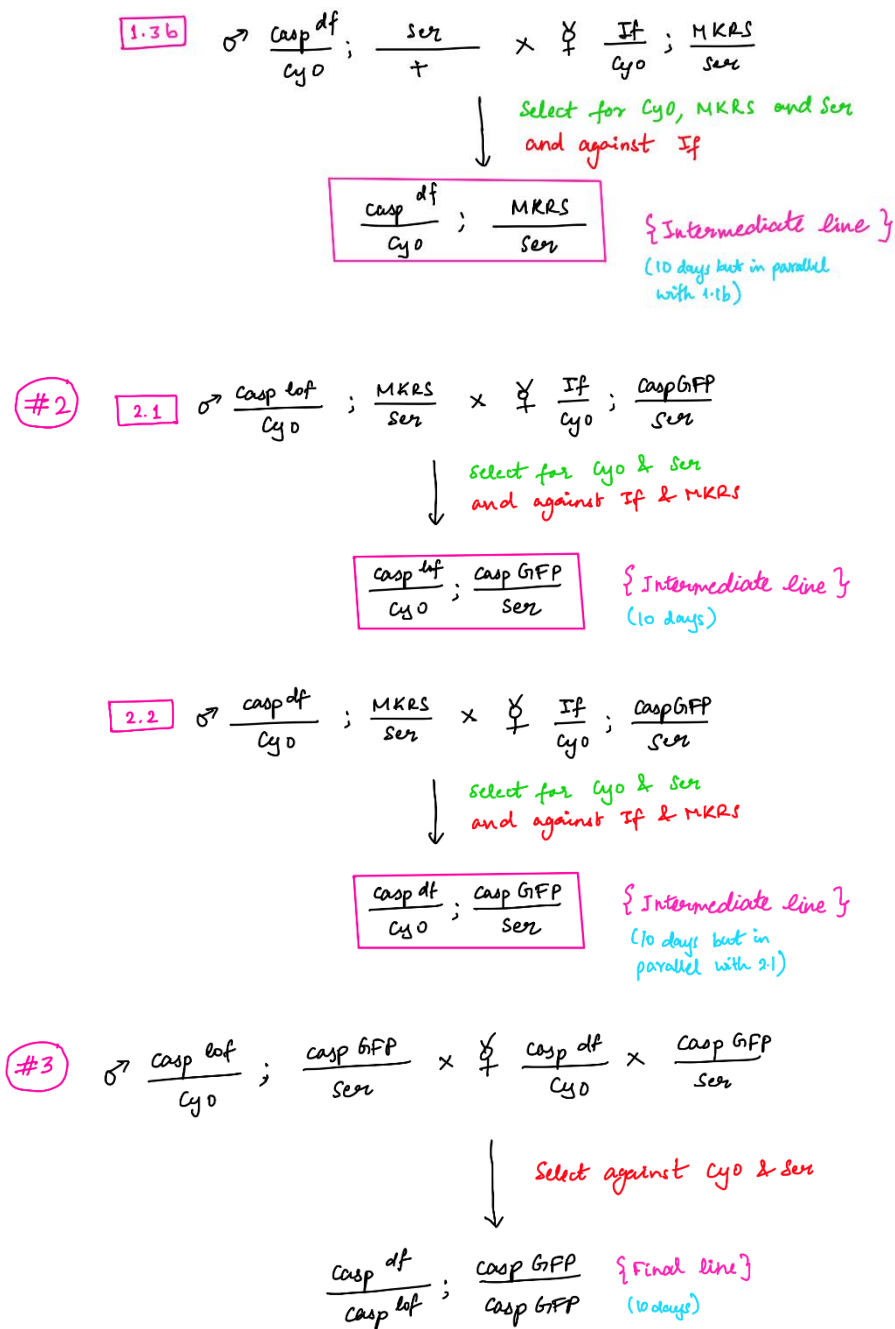 1.3b ♂ casp df/CyO ; Ser/+ × ☿ If/CyO ; MKRS/Ser
Select for CyO, MKRS and Ser
and against If
casp df/CyO ; MKRS/Ser {Intermediate line}
(10 days but in parallel
with 1.1b)
#2 2.1 ♂ casp lof/CyO ; MKRS/Ser × ☿ If/CyO ; casp GFP/Ser
Select for CyO & Ser
and against If & MKRS
casp lof/CyO ; casp GFP/Ser {Intermediate line}
(10 days)
2.2 ♂ casp df/CyO ; MKRS/Ser × ☿ If/CyO ; casp GFP/Ser
Select for CyO & Ser
and against If & MKRS
casp df/CyO ; casp GFP/Ser {Intermediate line}
(10 days but in
parallel with 2.1)
#3 ♂ casp lof/CyO ; casp GFP/Ser × ☿ casp df/CyO × casp GFP/Ser
Select against CyO & Ser
casp df/casp lof ; casp GFP/casp GFP {Final line}
(10 days)